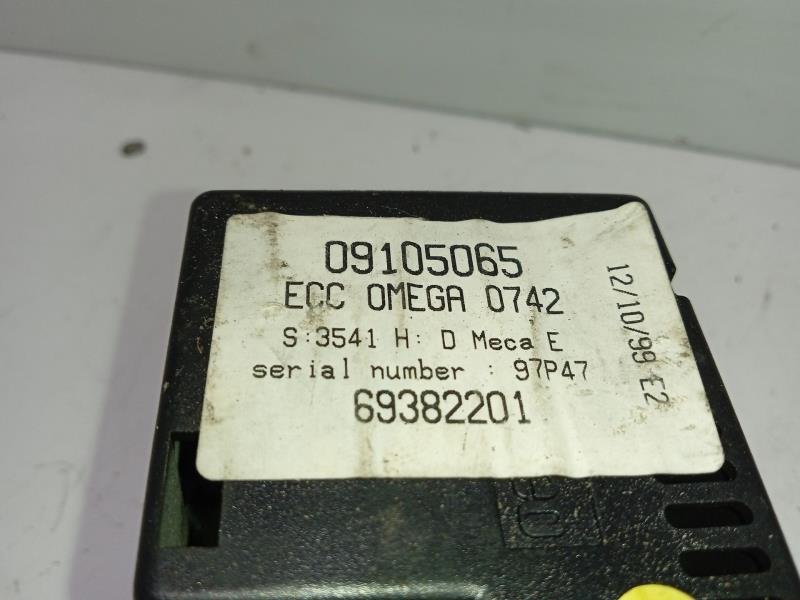 09105065
ECC OMEGA 0742
S:3541 H: D Meca E
serial number : 97P47
69382201
12/10/99 E2